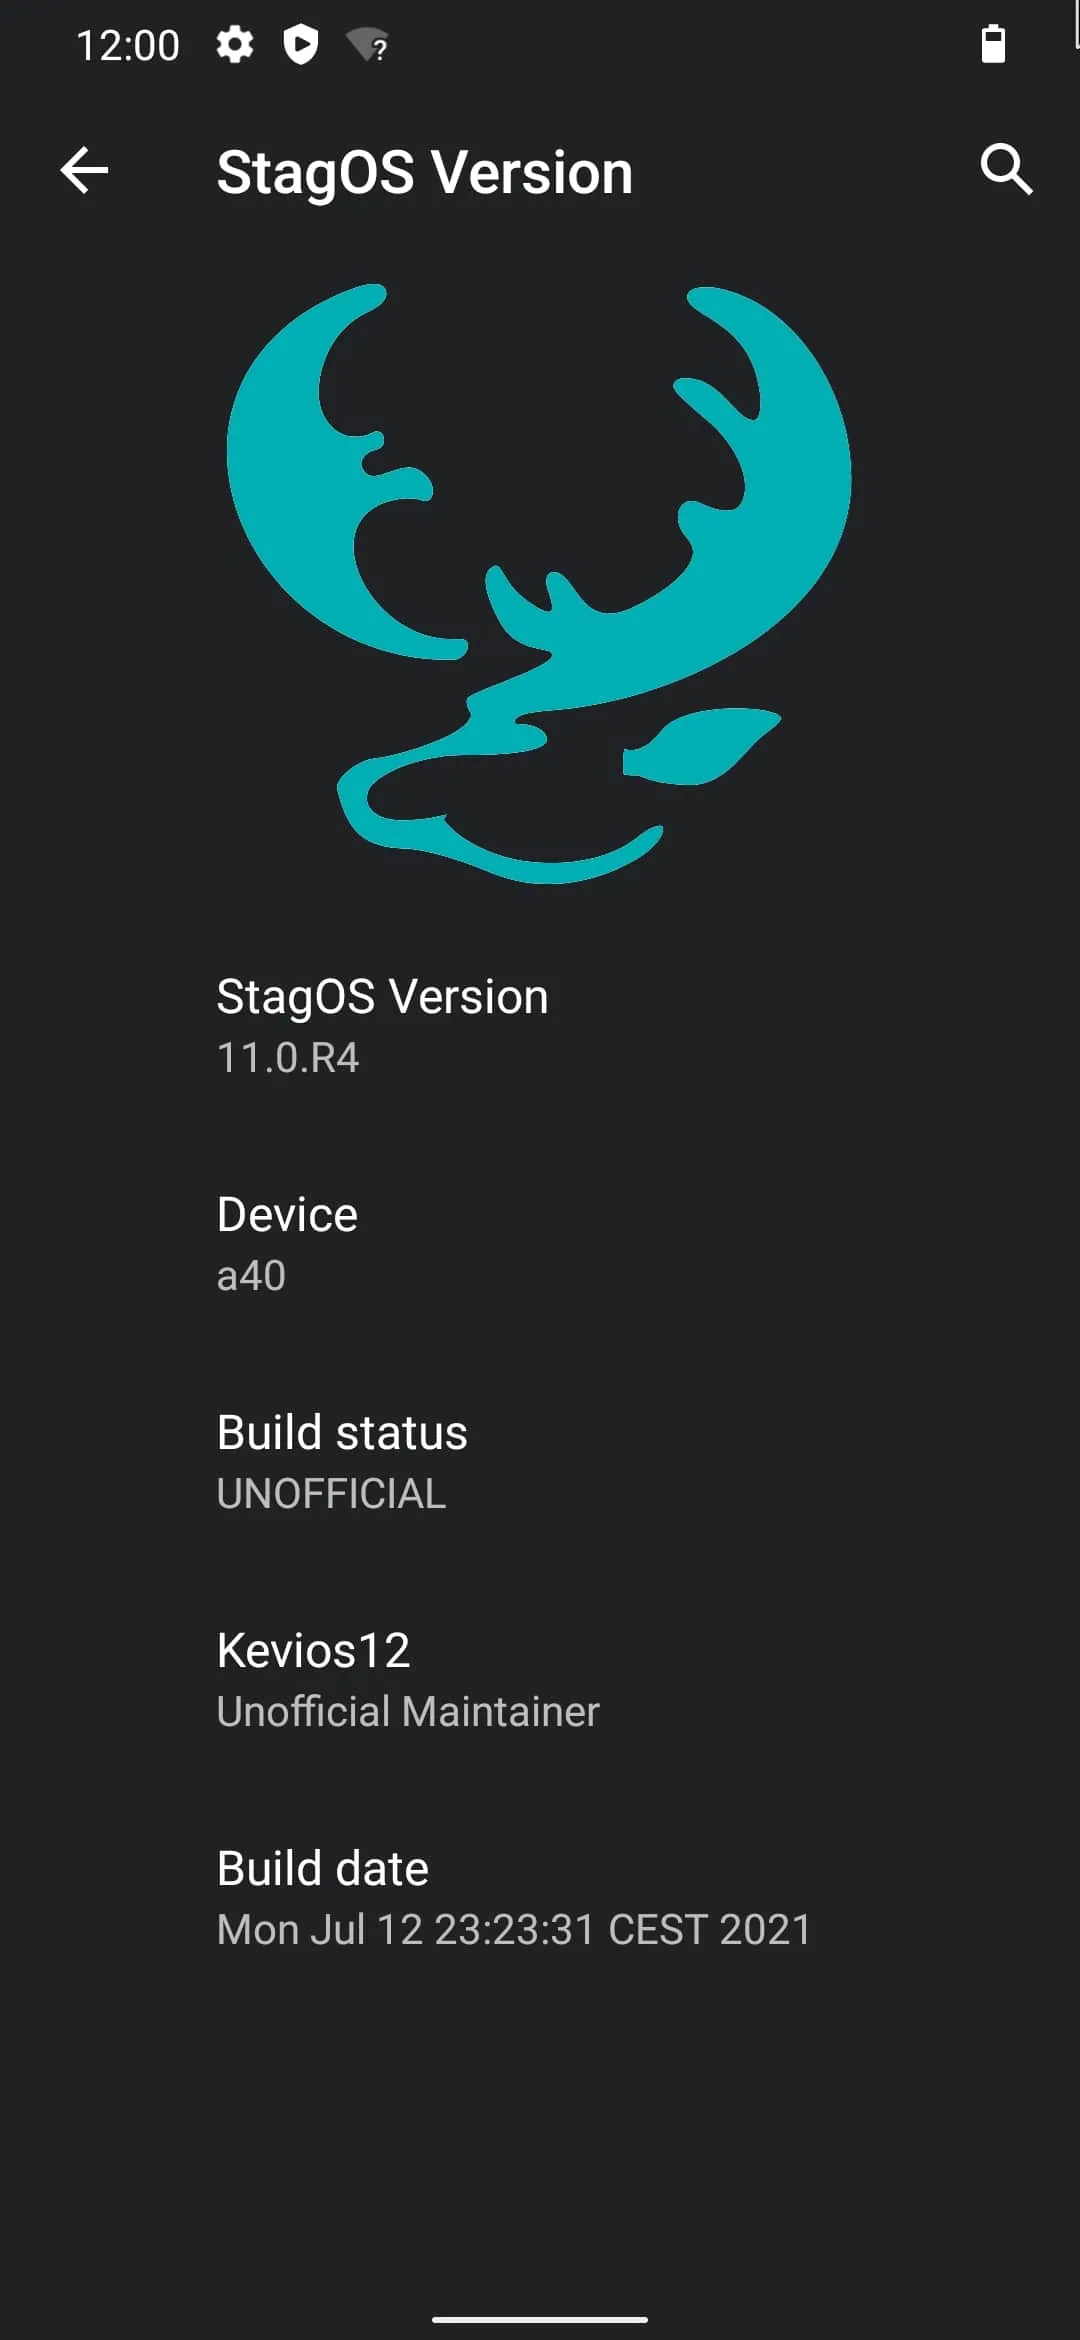 12:00
StagOS Version
StagOS Version
11.0.R4
Device
a40
Build status
UNOFFICIAL
Kevios12
Unofficial Maintainer
Build date
Mon Jul 12 23:23:31 CEST 2021